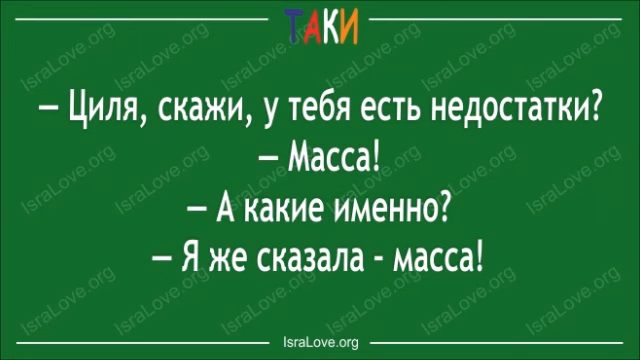 ТАКИ
– Циля, скажи, у тебя есть недостатки?
– Масса!
– А какие именно?
– Я же сказала - масса!
IsraLove.org